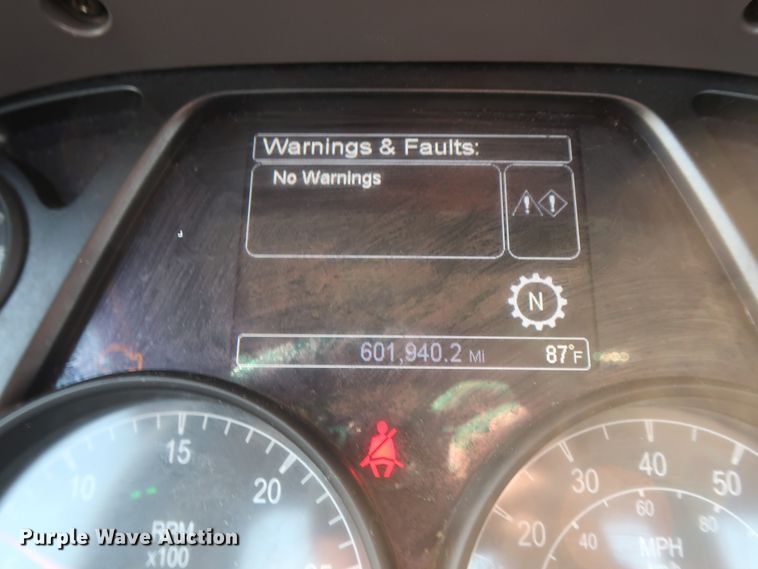 Warnings & Faults:
No Warnings
N
601,940.2 Mi 87°F
10 15 20
RPM
x100
20 30 40 50
40 60 80
MPH
Purple Wave Auction